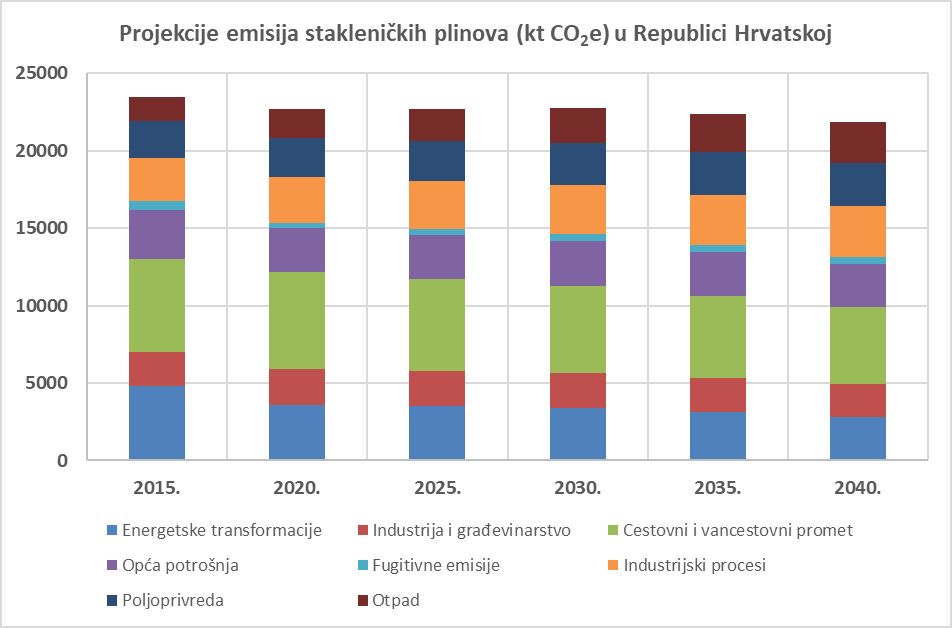 Projekcije emisija stakleničkih plinova (kt CO₂e) u Republici Hrvatskoj
25000
20000
15000
10000
5000
0
2015. 2020. 2025. 2030. 2035. 2040.
Energetske transformacije Industrija i građevinarstvo Cestovni i vancestovni promet
Opća potrošnja Fugitivne emisije Industrijski procesi
Poljoprivreda Otpad